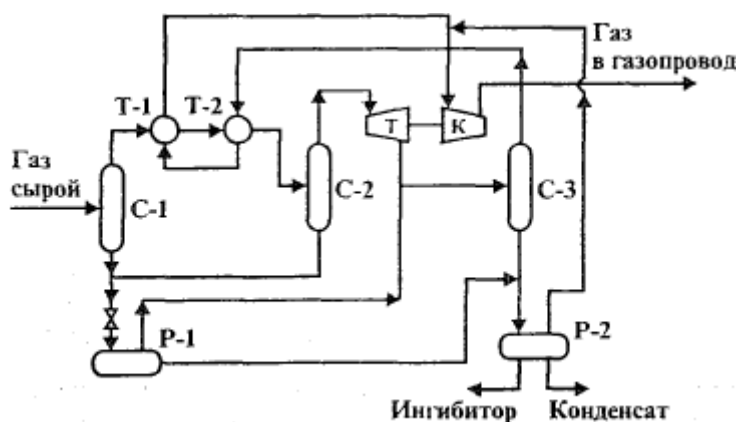 Газ
в газопровод
Т-1
Т-2
Т
К
Газ
сырой
С-1
С-2
С-3
Р-1
Р-2
Ингибитор
Конденсат